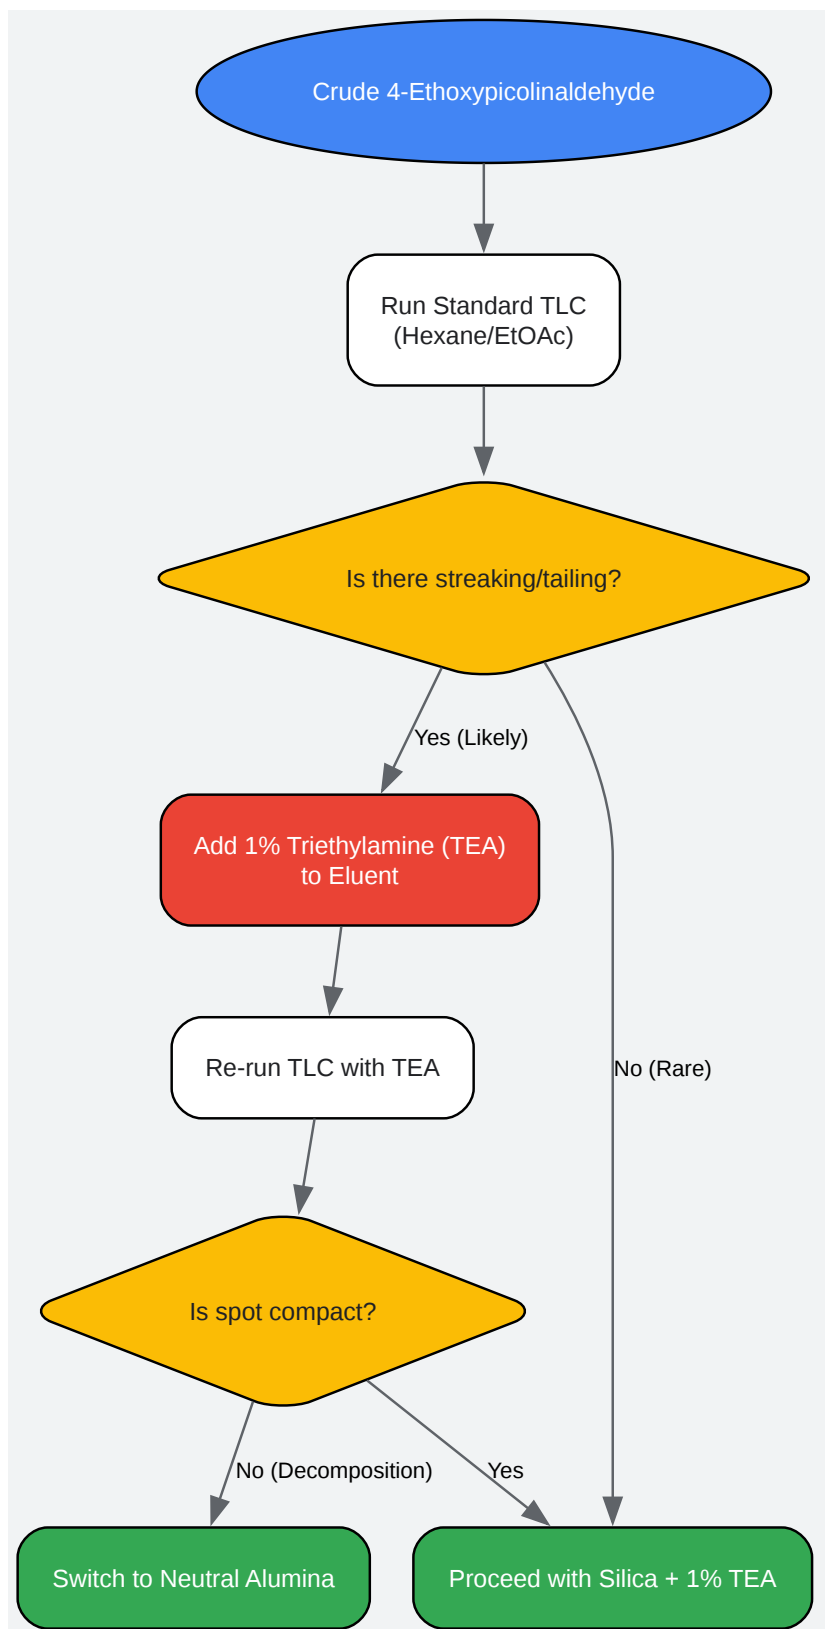 Crude 4-Ethoxypicolinaldehyde
Run Standard TLC
(Hexane/EtOAc)
Is there streaking/tailing?
Yes (Likely)
Add 1% Triethylamine (TEA)
to Eluent
Re-run TLC with TEA
No (Rare)
Is spot compact?
No (Decomposition)
Yes
Switch to Neutral Alumina
Proceed with Silica + 1% TEA